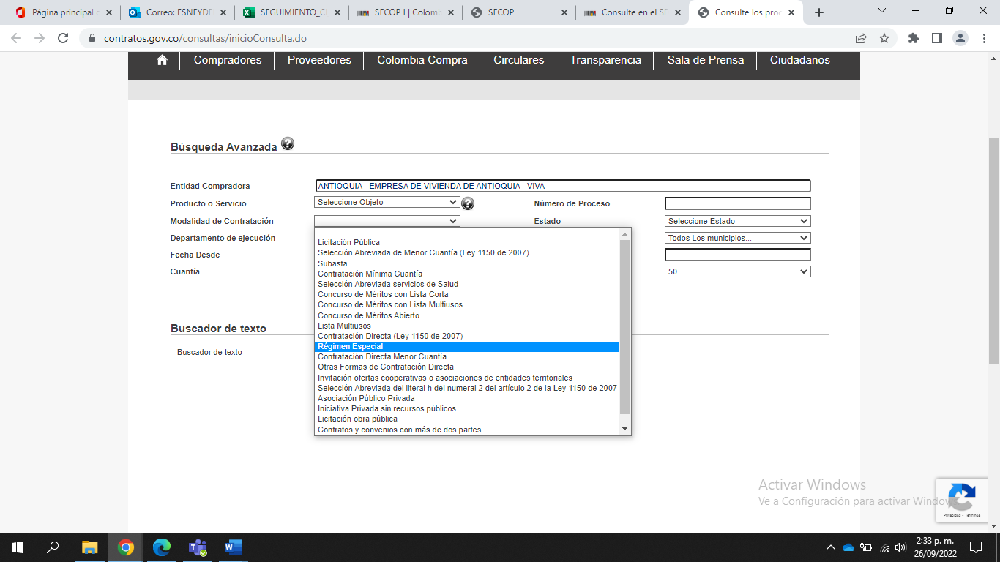 Página principal d
Correo: ESNEYDE
SEGUIMIENTO_C
SECOP I | Colomb
SECOP
Consulte en el SE
Consulte los proc
contratos.gov.co/consultas/inicioConsulta.do
Compradores
Proveedores
Colombia Compra
Circulares
Transparencia
Sala de Prensa
Ciudadanos
Búsqueda Avanzada
Entidad Compradora
ANTIOQUIA - EMPRESA DE VIVIENDA DE ANTIOQUIA - VIVA
Producto o Servicio
Seleccione Objeto
Número de Proceso
Modalidad de Contratación
---------
Estado
Seleccione Estado
Departamento de ejecución
Todos Los municipios...
Fecha Desde
Cuantía
50
---------
Licitación Pública
Selección Abreviada de Menor Cuantía (Ley 1150 de 2007)
Subasta
Contratación Mínima Cuantía
Selección Abreviada servicios de Salud
Concurso de Méritos con Lista Corta
Concurso de Méritos con Lista Multiusos
Concurso de Méritos Abierto
Lista Multiusos
Contratación Directa (Ley 1150 de 2007)
Régimen Especial
Contratación Directa Menor Cuantía
Otras Formas de Contratación Directa
Invitación ofertas cooperativas o asociaciones de entidades territoriales
Selección Abreviada del literal h del numeral 2 del artículo 2 de la Ley 1150 de 2007
Asociación Público Privada
Iniciativa Privada sin recursos públicos
Licitación obra pública
Contratos y convenios con más de dos partes
Buscador de texto
Buscador de texto
Activar Windows
Ve a Configuración para activar Window
Privacidad - Términos
2:33 p. m.
26/09/2022